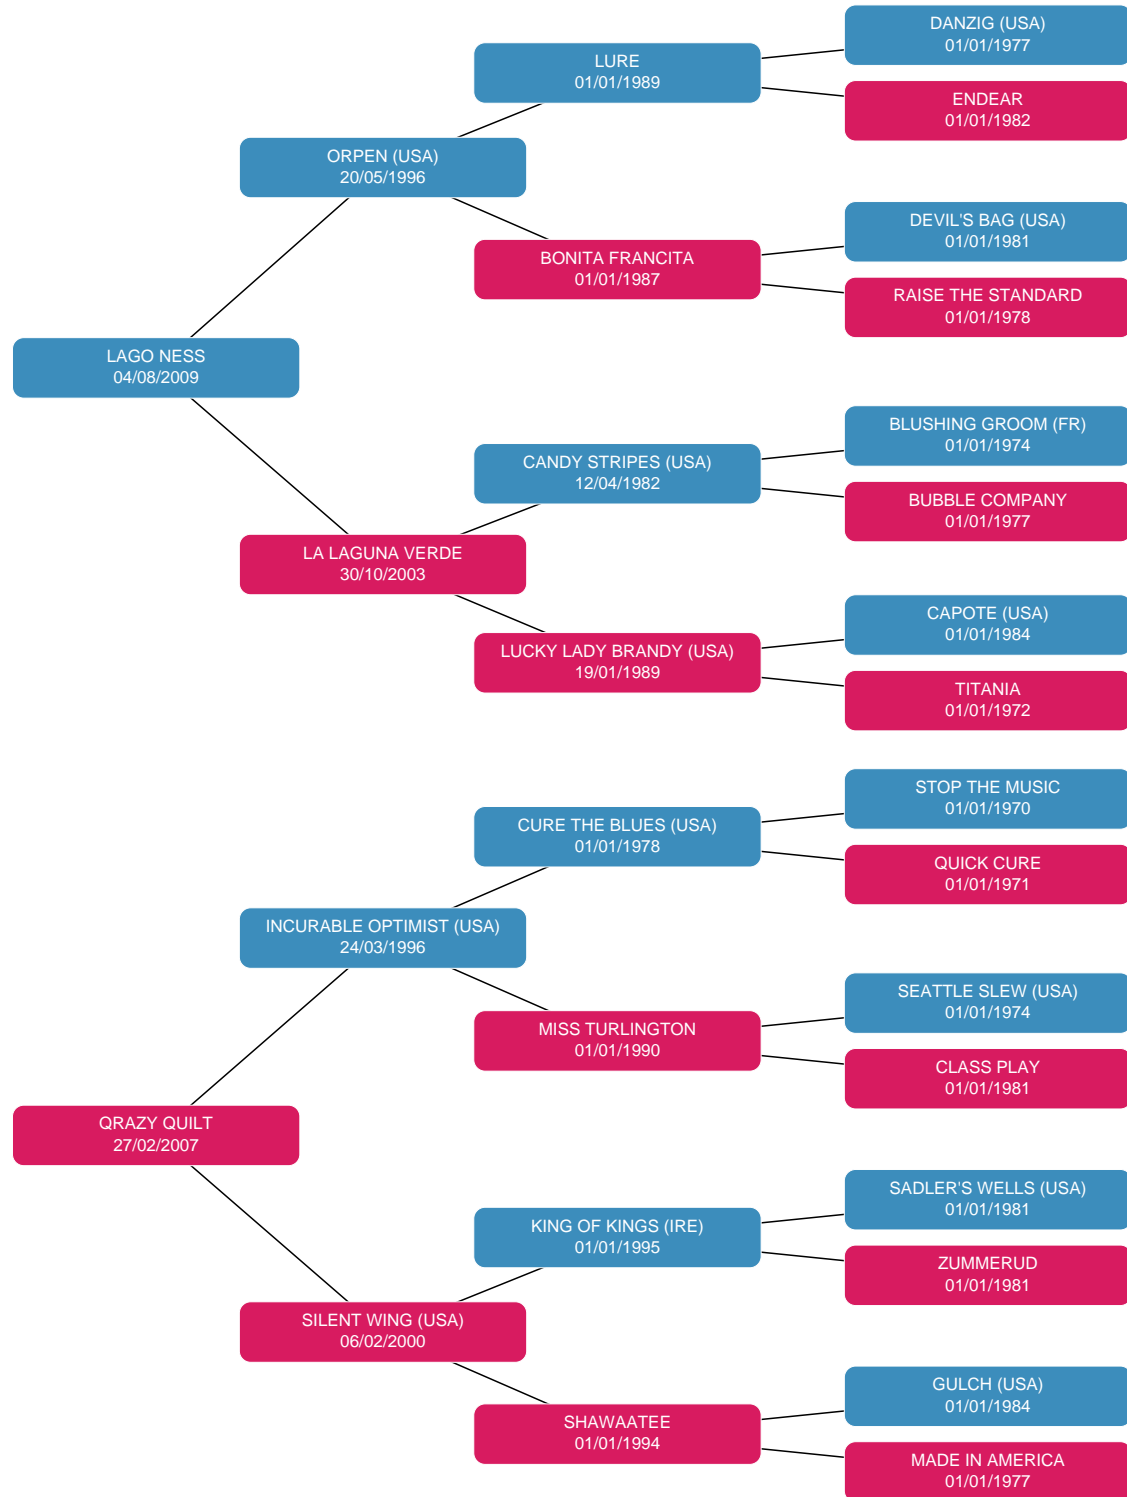 DANZIG (USA)
01/01/1977
LURE
01/01/1989
ENDEAR
01/01/1982
ORPEN (USA)
20/05/1996
DEVIL'S BAG (USA)
01/01/1981
BONITA FRANCITA
01/01/1987
RAISE THE STANDARD
01/01/1978
LAGO NESS
04/08/2009
BLUSHING GROOM (FR)
01/01/1974
CANDY STRIPES (USA)
12/04/1982
BUBBLE COMPANY
01/01/1977
LA LAGUNA VERDE
30/10/2003
CAPOTE (USA)
01/01/1984
LUCKY LADY BRANDY (USA)
19/01/1989
TITANIA
01/01/1972
STOP THE MUSIC
01/01/1970
CURE THE BLUES (USA)
01/01/1978
QUICK CURE
01/01/1971
INCURABLE OPTIMIST (USA)
24/03/1996
SEATTLE SLEW (USA)
01/01/1974
MISS TURLINGTON
01/01/1990
CLASS PLAY
01/01/1981
QRAZY QUILT
27/02/2007
SADLER'S WELLS (USA)
01/01/1981
KING OF KINGS (IRE)
01/01/1995
ZUMMERUD
01/01/1981
SILENT WING (USA)
06/02/2000
GULCH (USA)
01/01/1984
SHAWAATEE
01/01/1994
MADE IN AMERICA
01/01/1977